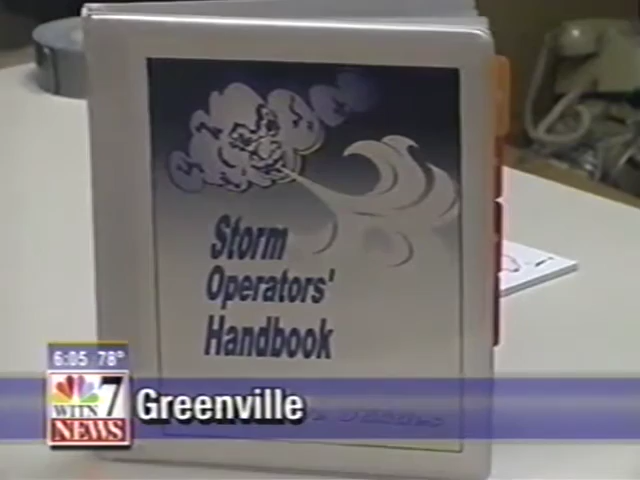 Storm
Operators'
Handbook
6:05 78°
7
WITN
NEWS
Greenville